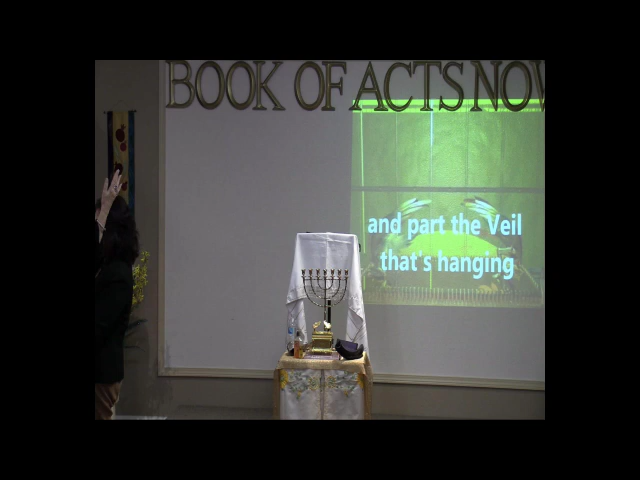 BOOK OF ACTS NOW
and part the Veil
that's hanging